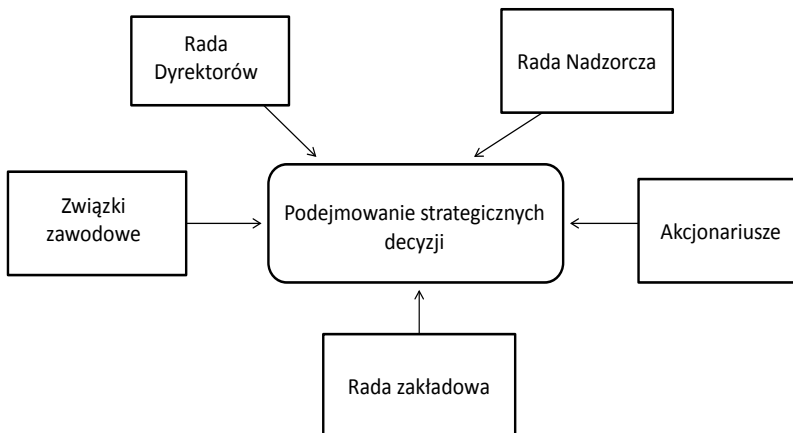 Rada
Dyrektorów
Rada Nadzorcza
Związki
zawodowe
Podejmowanie strategicznych
decyzji
Akcjonariusze
Rada zakładowa